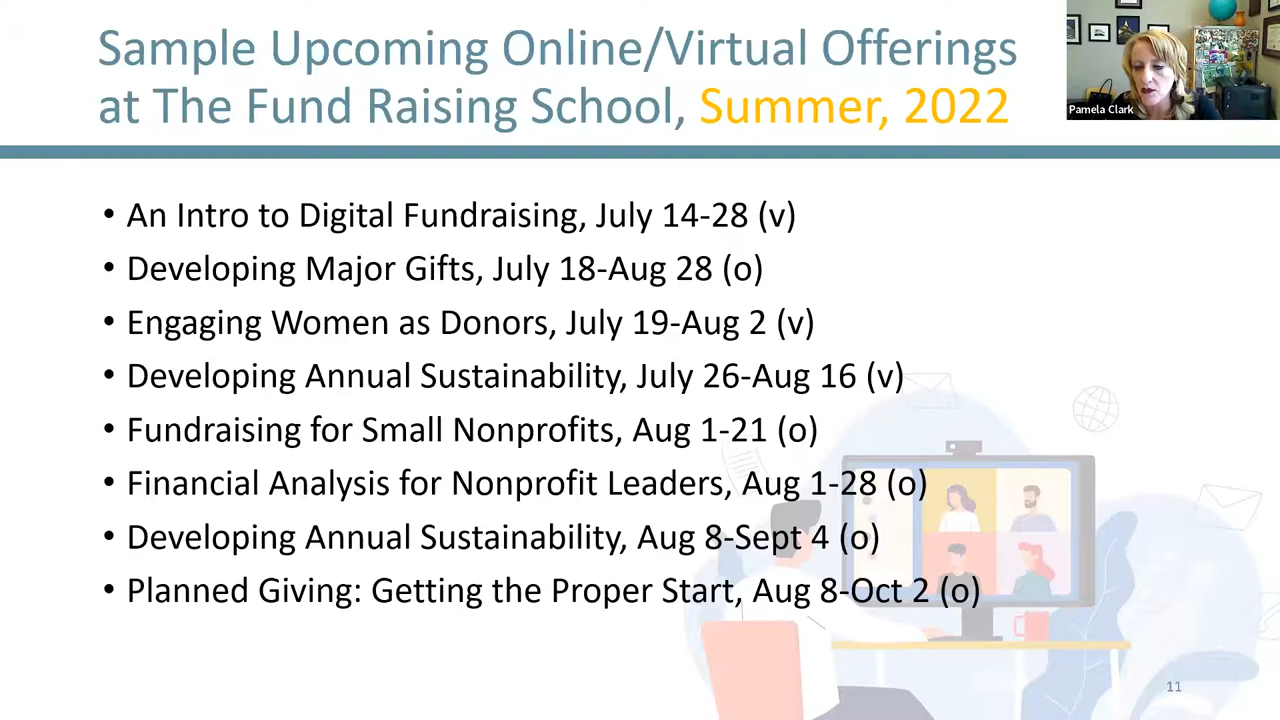 Sample Upcoming Online/Virtual Offerings
at The Fund Raising School, Summer, 2022
Pamela Clark
• An Intro to Digital Fundraising, July 14-28 (v)
• Developing Major Gifts, July 18-Aug 28 (o)
• Engaging Women as Donors, July 19-Aug 2 (v)
• Developing Annual Sustainability, July 26-Aug 16 (v)
• Fundraising for Small Nonprofits, Aug 1-21 (o)
• Financial Analysis for Nonprofit Leaders, Aug 1-28 (o)
• Developing Annual Sustainability, Aug 8-Sept 4 (o)
• Planned Giving: Getting the Proper Start, Aug 8-Oct 2 (o)
11